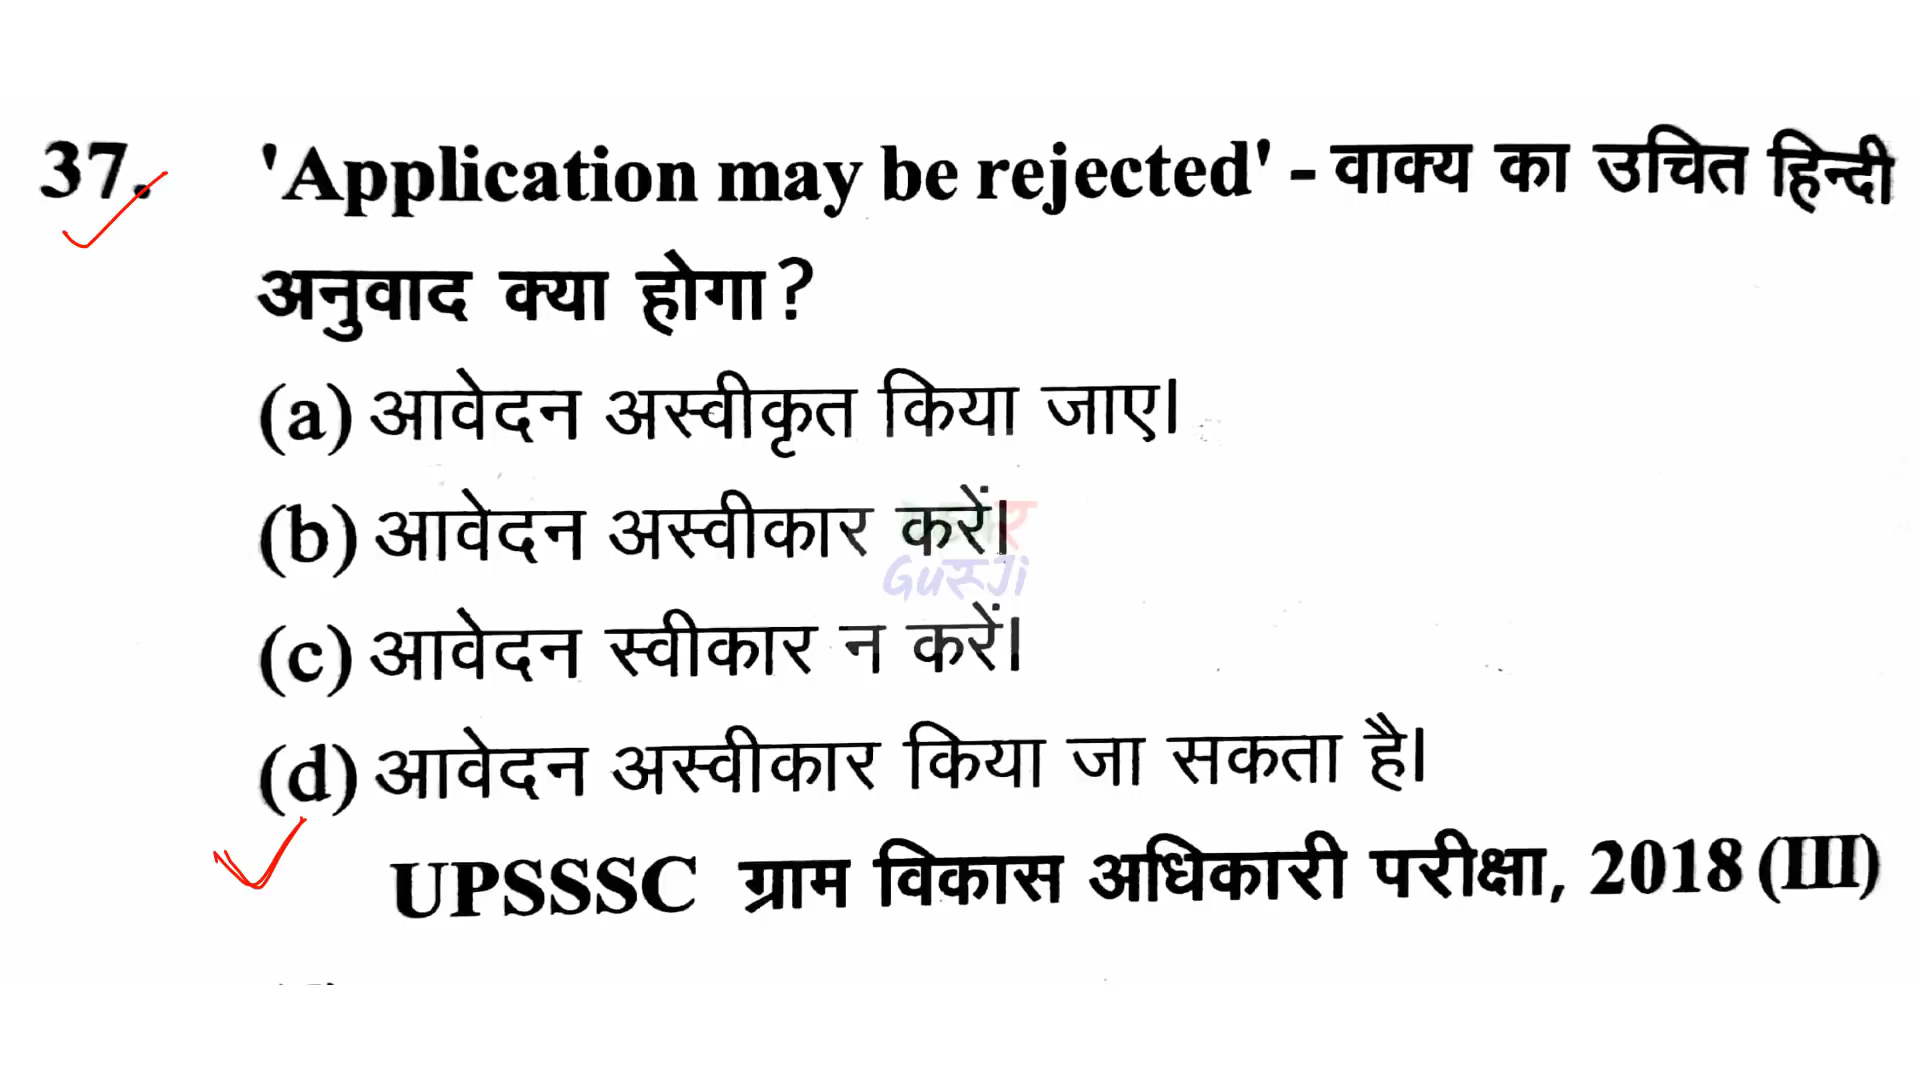 37. 'Application may be rejected' - वाक्य का उचित हिन्दी
अनुवाद क्या होगा?
(a) आवेदन अस्वीकृत किया जाए।
(b) आवेदन अस्वीकार करें।
(c) आवेदन स्वीकार न करें।
(d) आवेदन अस्वीकार किया जा सकता है।
UPSSSC ग्राम विकास अधिकारी परीक्षा, 2018 (III)